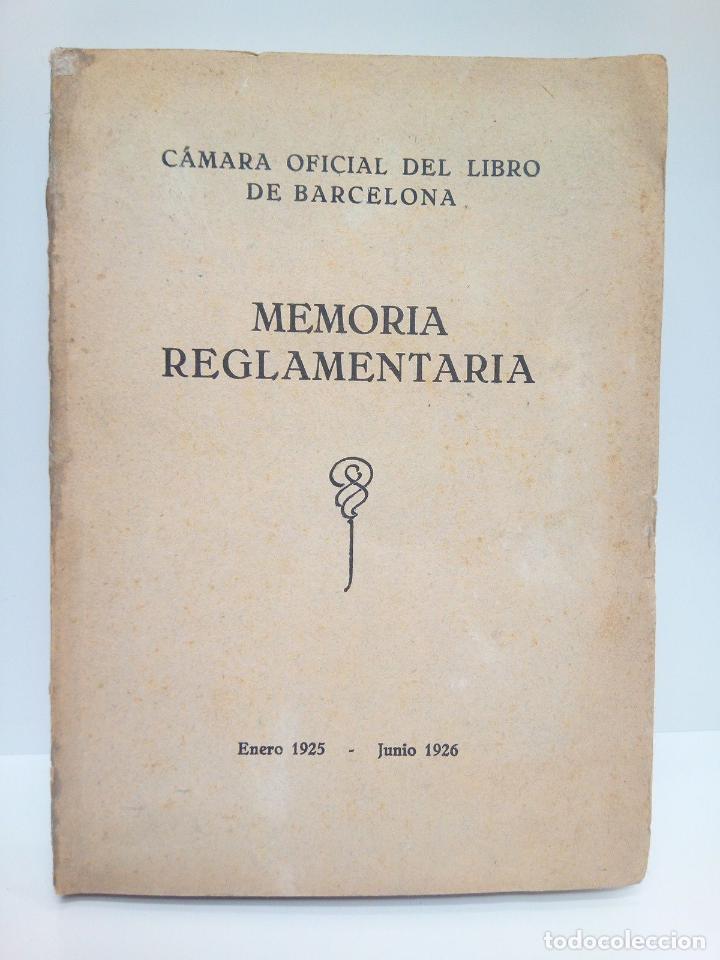 CÁMARA OFICIAL DEL LIBRO
DE BARCELONA
MEMORIA
REGLAMENTARIA
Enero 1925 - Junio 1926
todocoleccion